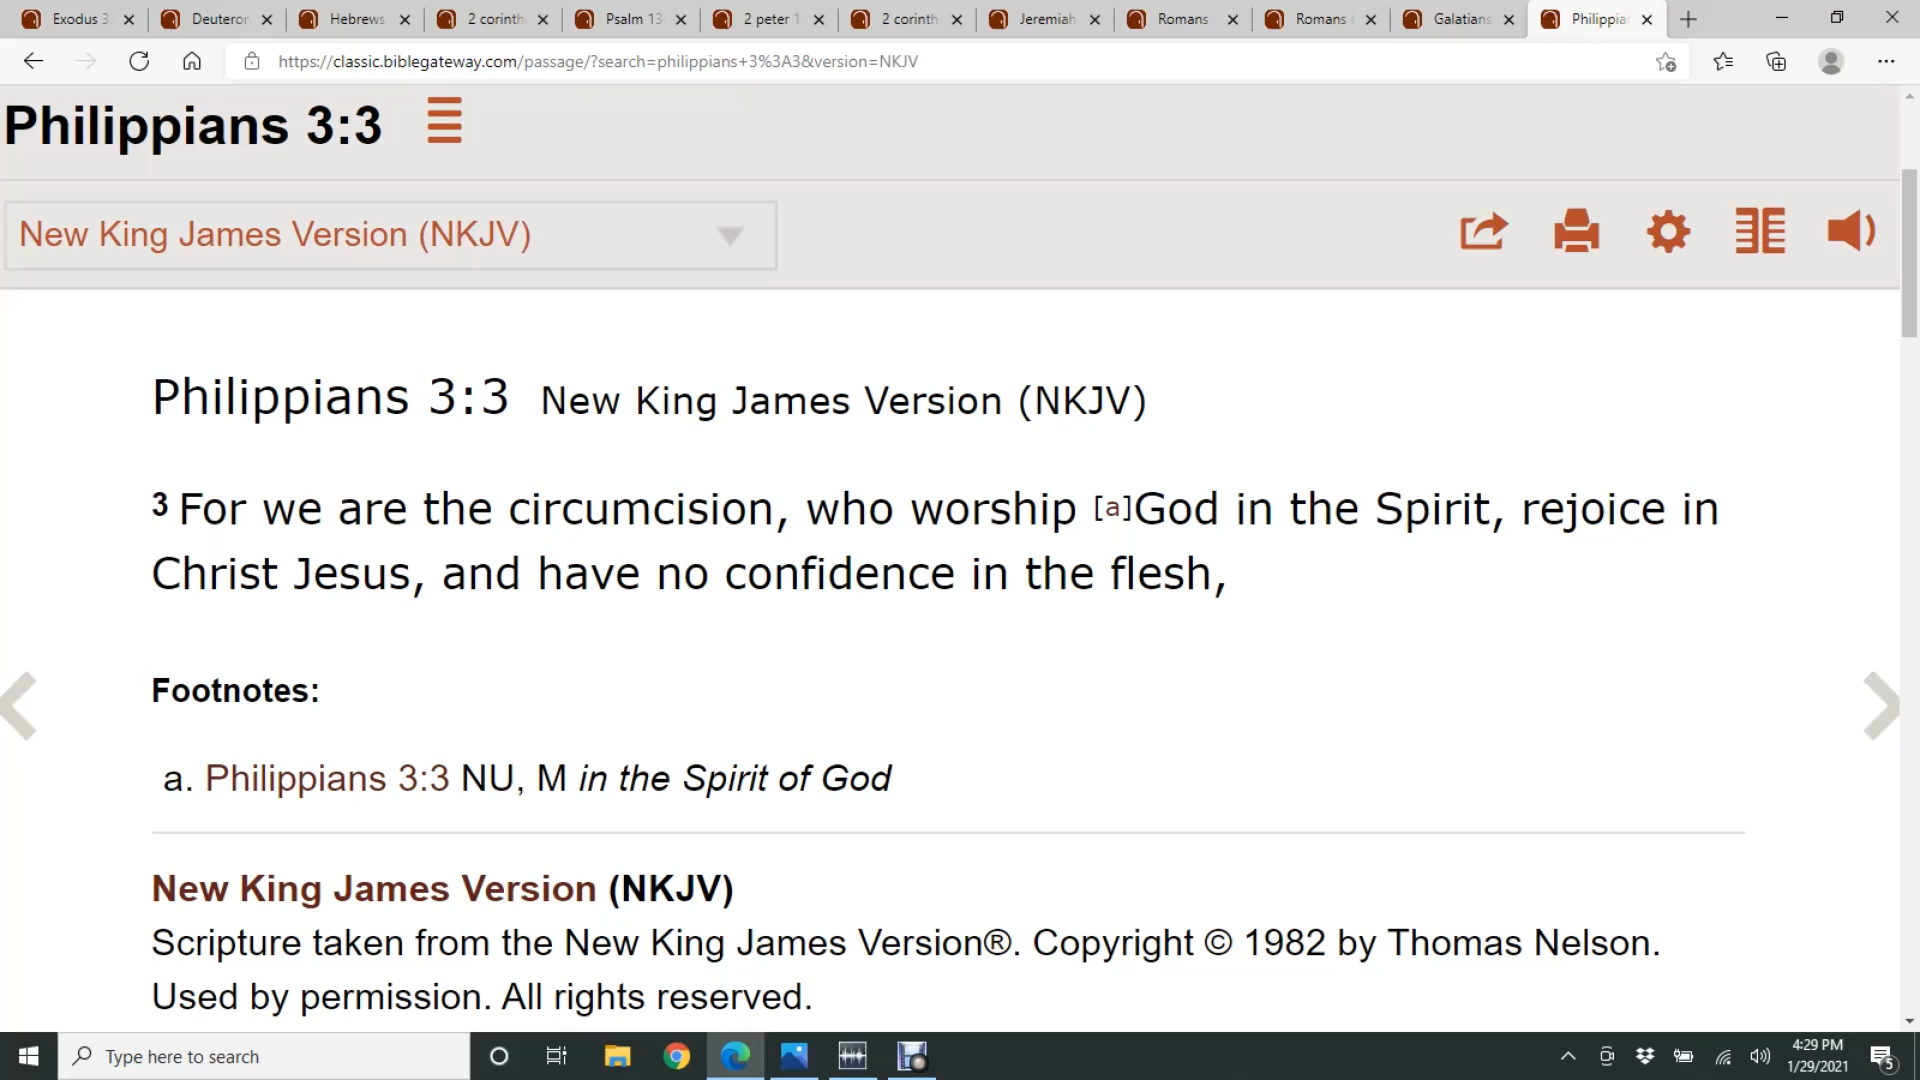 Exodus 3
Deuteron
Hebrews
2 corinth
Psalm 13
2 peter 1
2 corinth
Jeremiah
Romans
Romans
Galatians
Philippia
https://classic.biblegateway.com/passage/?search=philippians+3%3A3&version=NKJV
Philippians 3:3
New King James Version (NKJV)
Philippians 3:3 New King James Version (NKJV)
3 For we are the circumcision, who worship [a]God in the Spirit, rejoice in
Christ Jesus, and have no confidence in the flesh,
Footnotes:
a. Philippians 3:3 NU, M in the Spirit of God
New King James Version (NKJV)
Scripture taken from the New King James Version®. Copyright © 1982 by Thomas Nelson.
Used by permission. All rights reserved.
Type here to search
4:29 PM
1/29/2021
5